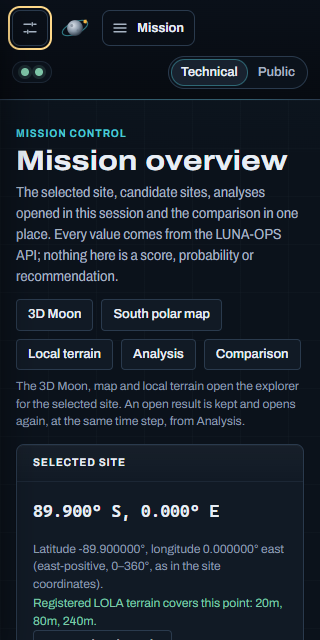 Mission
Technical
Public
MISSION CONTROL
Mission overview
The selected site, candidate sites, analyses
opened in this session and the comparison in one
place. Every value comes from the LUNA-OPS
API; nothing here is a score, probability or
recommendation.
3D Moon
South polar map
Local terrain
Analysis
Comparison
The 3D Moon, map and local terrain open the explorer
for the selected site. An open result is kept and opens
again, at the same time step, from Analysis.
SELECTED SITE
89.900° S, 0.000° E
Latitude -89.900000°, longitude 0.000000° east
(east-positive, 0–360°, as in the site
coordinates).
Registered LOLA terrain covers this point: 20m,
80m, 240m.